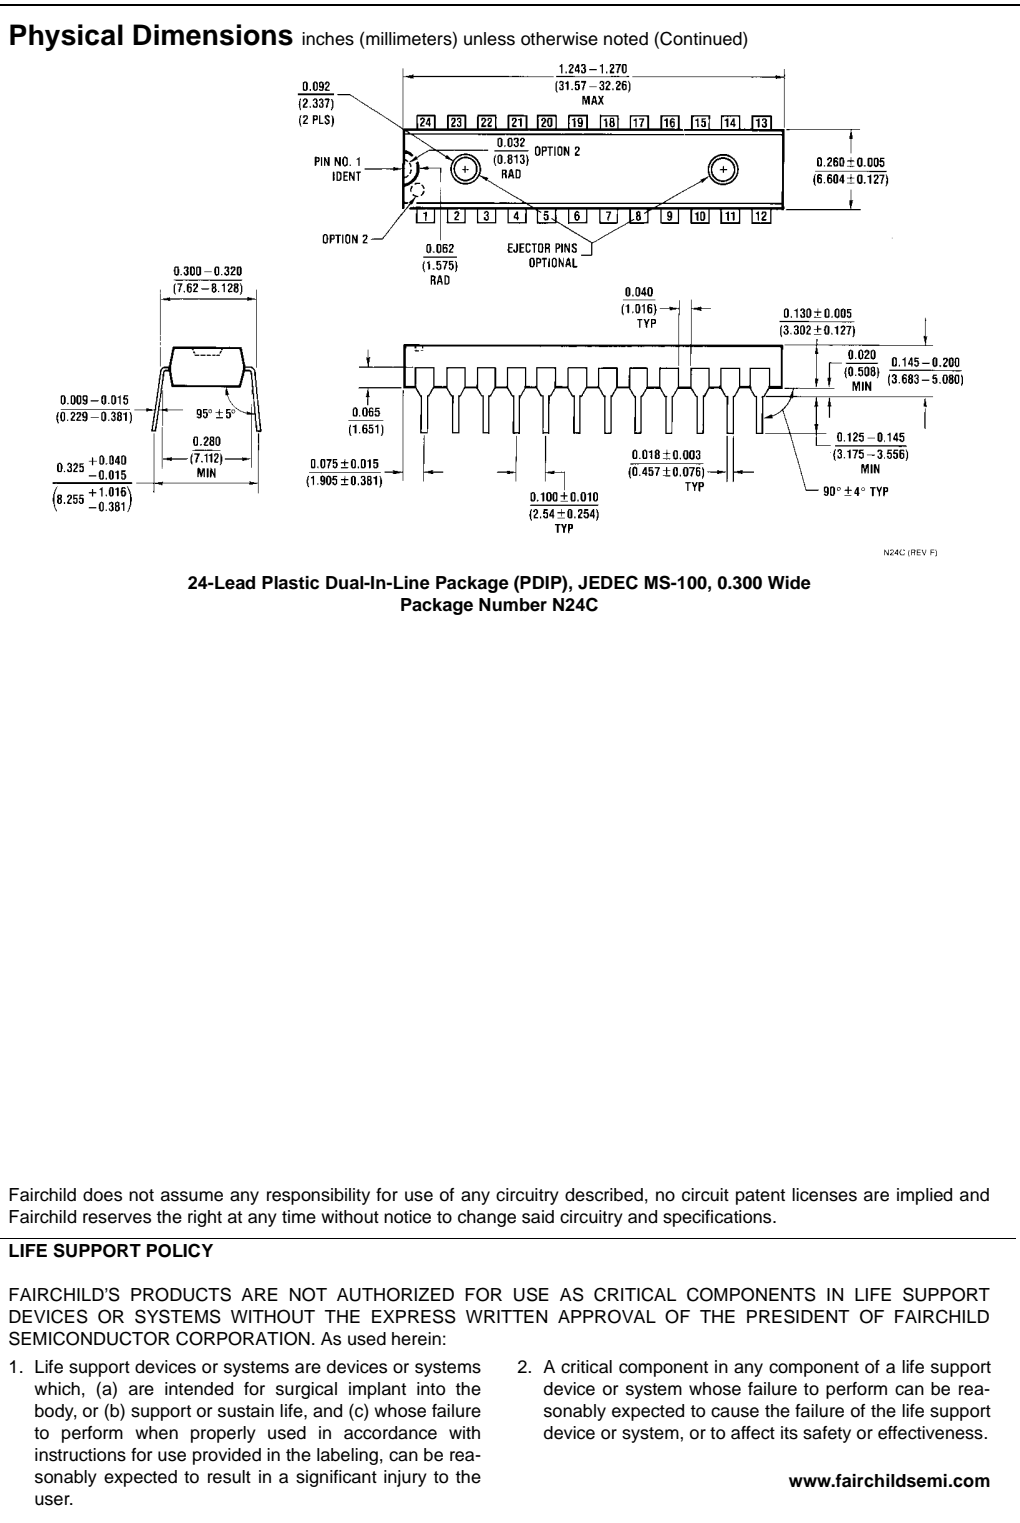 Physical Dimensions inches (millimeters) unless otherwise noted (Continued)
1.243 – 1.270
(31.57 – 32.26)
MAX
0.092
(2.337)
(2 PLS)
24 23 22 21 20 19 18 17 16 15 14 13
0.032
(0.813)
RAD
OPTION 2
PIN NO. 1
IDENT
0.260 ± 0.005
(6.604 ± 0.127)
1 2 3 4 5 6 7 8 9 10 11 12
OPTION 2
0.062
(1.575)
RAD
EJECTOR PINS
OPTIONAL
0.300 – 0.320
(7.62 – 8.128)
0.040
(1.016)
TYP
0.130 ± 0.005
(3.302 ± 0.127)
0.020
(0.508)
MIN
0.145 – 0.200
(3.683 – 5.080)
0.009 – 0.015
(0.229 – 0.381)
95° ± 5°
0.065
(1.651)
0.280
(7.112)
MIN
0.125 – 0.145
(3.175 – 3.556)
MIN
0.325 +0.040
–0.015
(8.255 +1.016
–0.381)
0.075 ± 0.015
(1.905 ± 0.381)
0.018 ± 0.003
(0.457 ± 0.076)
TYP
0.100 ± 0.010
(2.54 ± 0.254)
TYP
90° ± 4° TYP
N24C (REV F)
24-Lead Plastic Dual-In-Line Package (PDIP), JEDEC MS-100, 0.300 Wide
Package Number N24C
Fairchild does not assume any responsibility for use of any circuitry described, no circuit patent licenses are implied and
Fairchild reserves the right at any time without notice to change said circuitry and specifications.
LIFE SUPPORT POLICY
FAIRCHILD'S PRODUCTS ARE NOT AUTHORIZED FOR USE AS CRITICAL COMPONENTS IN LIFE SUPPORT
DEVICES OR SYSTEMS WITHOUT THE EXPRESS WRITTEN APPROVAL OF THE PRESIDENT OF FAIRCHILD
SEMICONDUCTOR CORPORATION. As used herein:
1. Life support devices or systems are devices or systems
which, (a) are intended for surgical implant into the
body, or (b) support or sustain life, and (c) whose failure
to perform when properly used in accordance with
instructions for use provided in the labeling, can be rea-
sonably expected to result in a significant injury to the
user.
2. A critical component in any component of a life support
device or system whose failure to perform can be rea-
sonably expected to cause the failure of the life support
device or system, or to affect its safety or effectiveness.
www.fairchildsemi.com